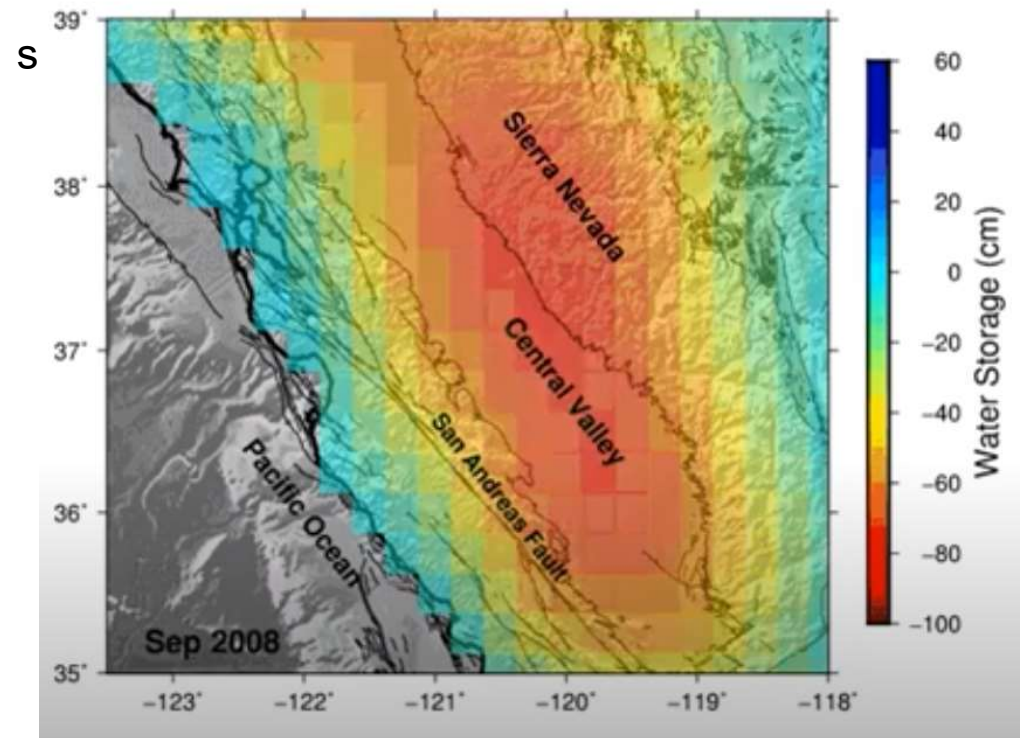 s
39°
38°
37°
36°
35°
−123°
−122°
−121°
−120°
−119°
−118°
Sierra Nevada
Central Valley
San Andreas Fault
Pacific Ocean
Sep 2008
60
40
20
0
−20
−40
−60
−80
−100
Water Storage (cm)